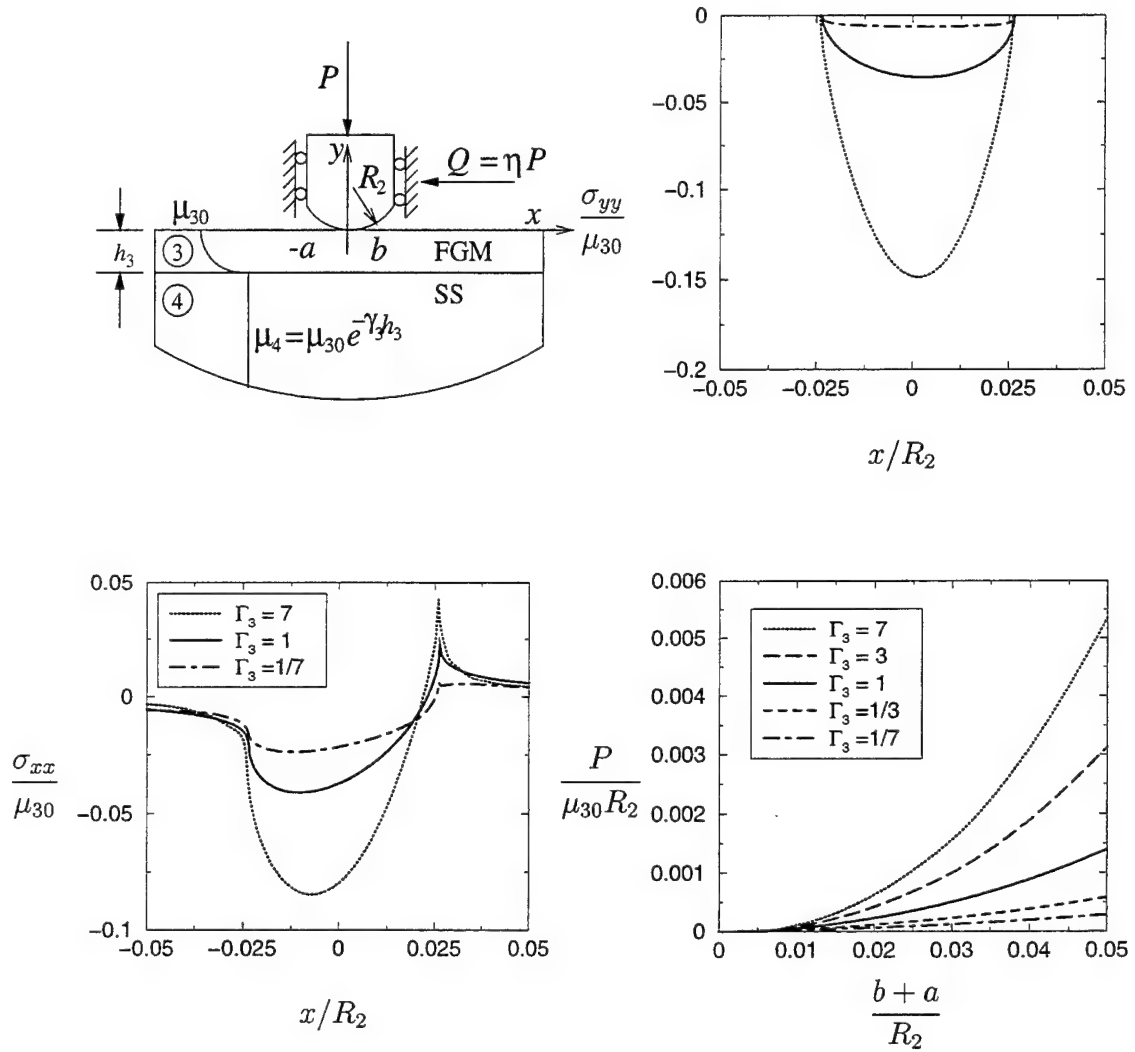 P
y
R₂
Q = ηP
μ₃₀
-a
b
x
h₃
③
FGM
④
SS
μ₄ = μ₃₀ e^{-γ₃h₃}
σ_yy / μ₃₀
0
-0.05
-0.1
-0.15
-0.2
-0.05 -0.025 0 0.025 0.05
x/R₂
σ_xx / μ₃₀
0.05
0
-0.05
-0.1
Γ₃ = 7
Γ₃ = 1
Γ₃ = 1/7
-0.05 -0.025 0 0.025 0.05
x/R₂
P / μ₃₀R₂
0.006
0.005
0.004
0.003
0.002
0.001
0
Γ₃ = 7
Γ₃ = 3
Γ₃ = 1
Γ₃ = 1/3
Γ₃ = 1/7
0 0.01 0.02 0.03 0.04 0.05
b + a / R₂